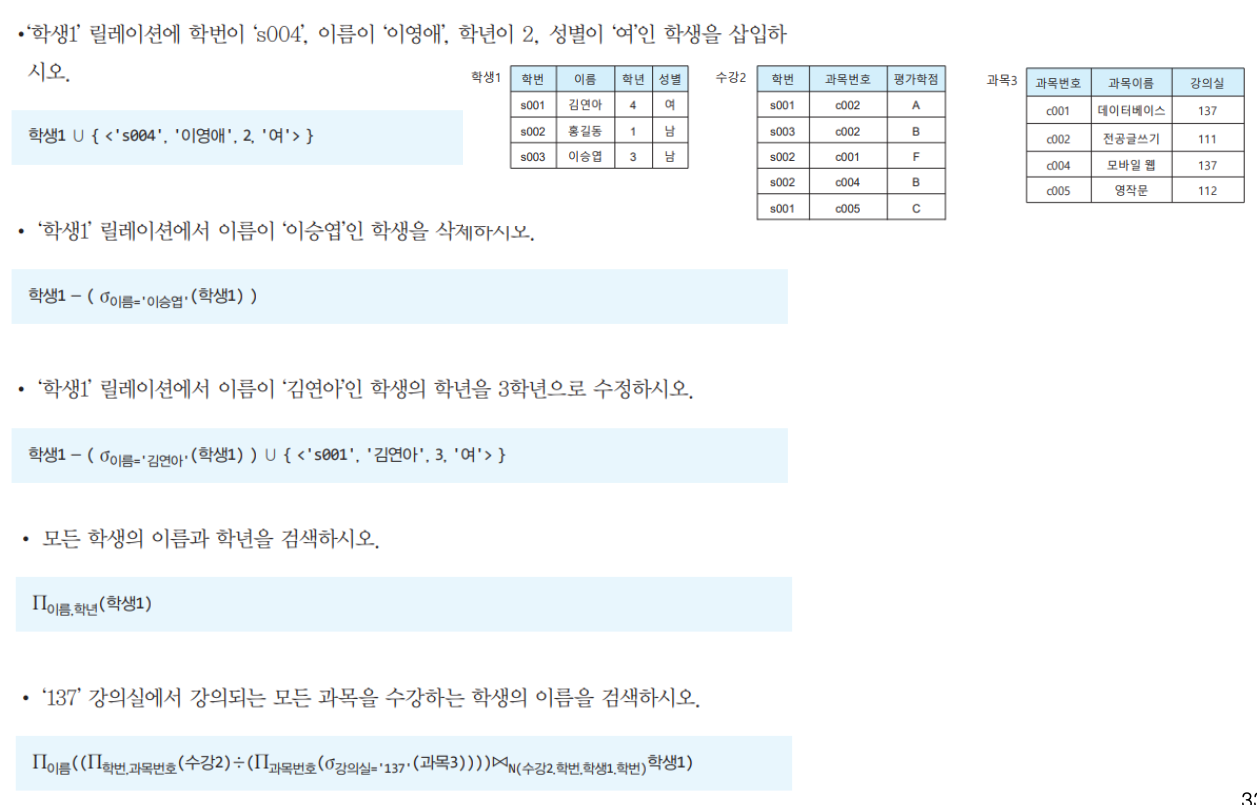 •‘학생1’ 릴레이션에 학번이 ‘s004’, 이름이 ‘이영애’, 학년이 2, 성별이 ‘여’인 학생을 삽입하
시오.
학생1 ∪ { <'s004', '이영애', 2, '여'> }
학생1
학번 이름 학년 성별
s001 김연아 4 여
s002 홍길동 1 남
s003 이승엽 3 남
수강2
학번 과목번호 평가학점
s001 c002 A
s003 c002 B
s002 c001 F
s002 c004 B
s001 c005 C
과목3
과목번호 과목이름 강의실
c001 데이터베이스 137
c002 전공글쓰기 111
c004 모바일 웹 137
c005 영작문 112
• ‘학생1’ 릴레이션에서 이름이 ‘이승엽’인 학생을 삭제하시오.
학생1 − ( σ이름='이승엽'(학생1) )
• ‘학생1’ 릴레이션에서 이름이 ‘김연아’인 학생의 학년을 3학년으로 수정하시오.
학생1 − ( σ이름='김연아'(학생1) ) ∪ { <'s001', '김연아', 3, '여'> }
• 모든 학생의 이름과 학년을 검색하시오.
Π이름,학년(학생1)
• ‘137’ 강의실에서 강의되는 모든 과목을 수강하는 학생의 이름을 검색하시오.
Π이름((Π학번,과목번호(수강2)÷(Π과목번호(σ강의실='137'(과목3))))⋈N(수강2.학번,학생1.학번)학생1)